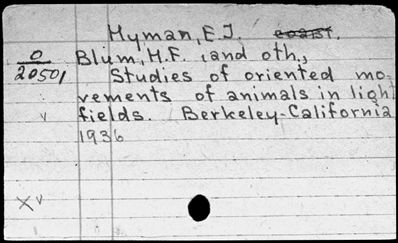 Hyman, E.J. coast.
O
20501
Blum, H.F. and oth.,
Studies of oriented mo-
vements of animals in light
fields. Berkeley-California
1936
v
XV